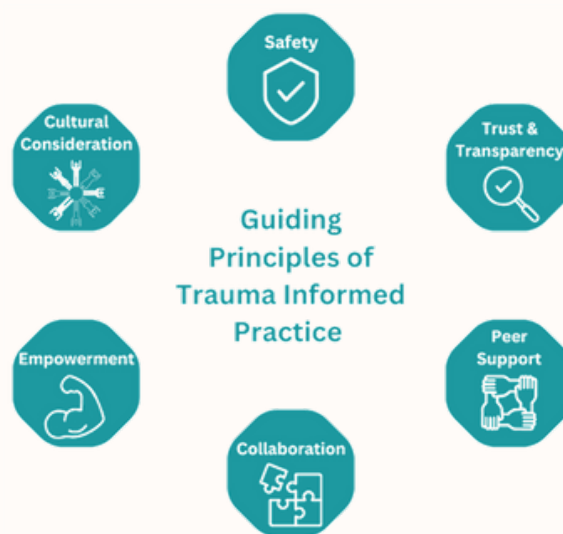 Safety
Cultural
Consideration
Trust &
Transparency
Guiding
Principles of
Trauma Informed
Practice
Empowerment
Peer
Support
Collaboration